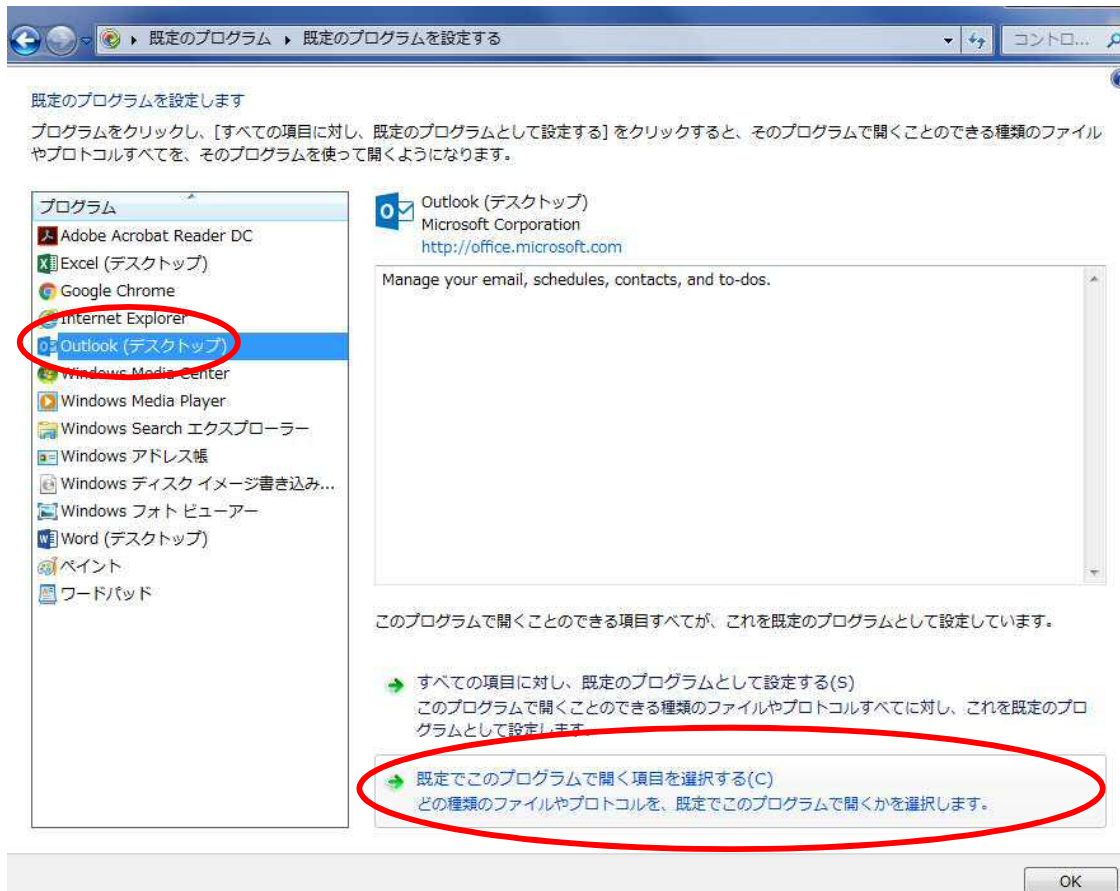 既定のプログラム ▸ 既定のプログラムを設定する
コントロ...
既定のプログラムを設定します
プログラムをクリックし、[すべての項目に対し、既定のプログラムとして設定する] をクリックすると、そのプログラムで開くことのできる種類のファイル
やプロトコルすべてを、そのプログラムを使って開くようになります。
プログラム
Adobe Acrobat Reader DC
Excel (デスクトップ)
Google Chrome
Internet Explorer
Outlook (デスクトップ)
Windows Media Center
Windows Media Player
Windows Search エクスプローラー
Windows アドレス帳
Windows ディスク イメージ書き込み...
Windows フォト ビューアー
Word (デスクトップ)
ペイント
ワードパッド
Outlook (デスクトップ)
Microsoft Corporation
http://office.microsoft.com
Manage your email, schedules, contacts, and to-dos.
このプログラムで開くことのできる項目すべてが、これを既定のプログラムとして設定しています。
すべての項目に対し、既定のプログラムとして設定する(S)
このプログラムで開くことのできる種類のファイルやプロトコルすべてに対し、これを既定のプロ
グラムとして設定します。
既定でこのプログラムで開く項目を選択する(C)
どの種類のファイルやプロトコルを、既定でこのプログラムで開くかを選択します。
OK